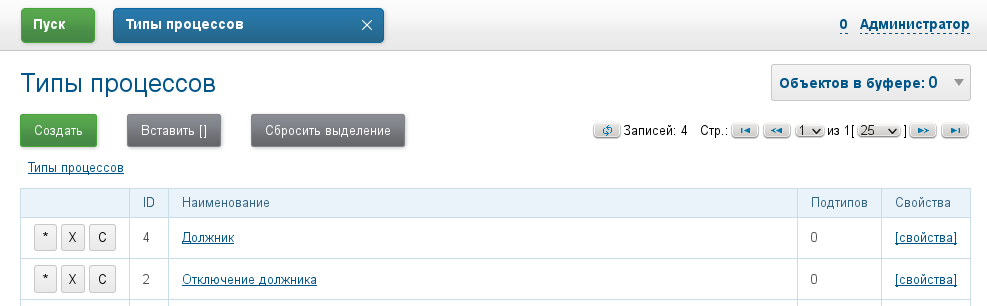 Пуск Типы процессов 0 Администратор
Типы процессов Объектов в буфере: 0
Создать Вставить [] Сбросить выделение Записей: 4 Стр.: 1 из 1[ 25 ]
Типы процессов
ID Наименование Подтипов Свойства
* X C 4 Должник 0 [свойства]
* X C 2 Отключение должника 0 [свойства]